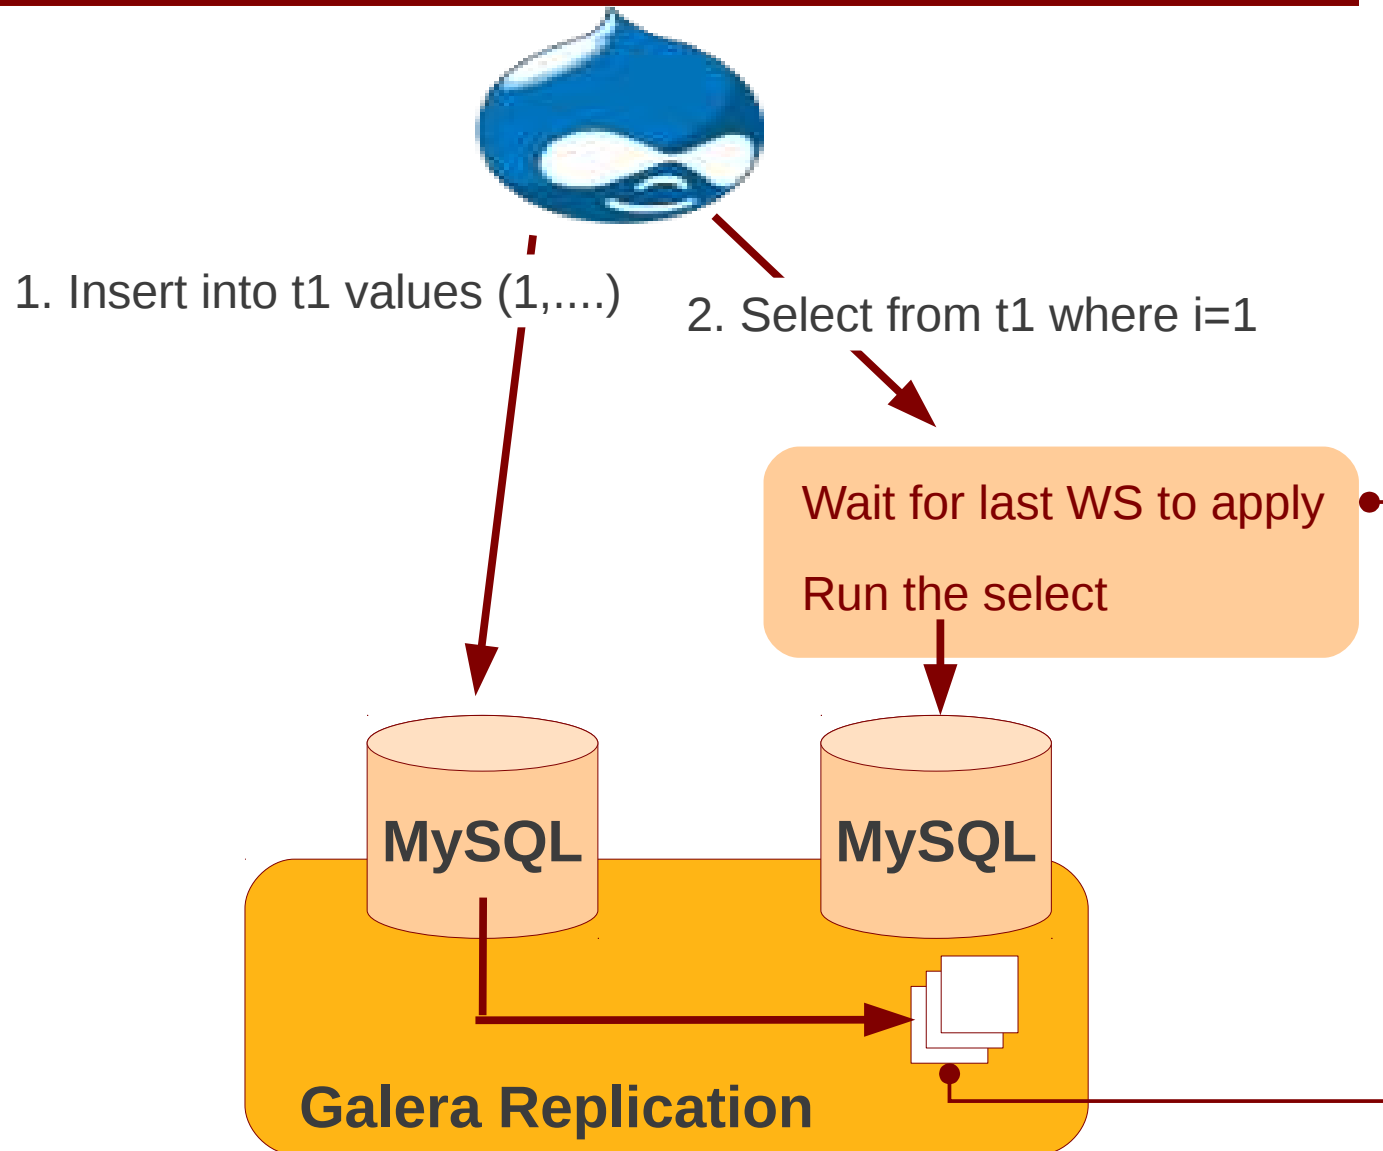 1. Insert into t1 values (1,....)
2. Select from t1 where i=1
Wait for last WS to apply
Run the select
MySQL
MySQL
Galera Replication